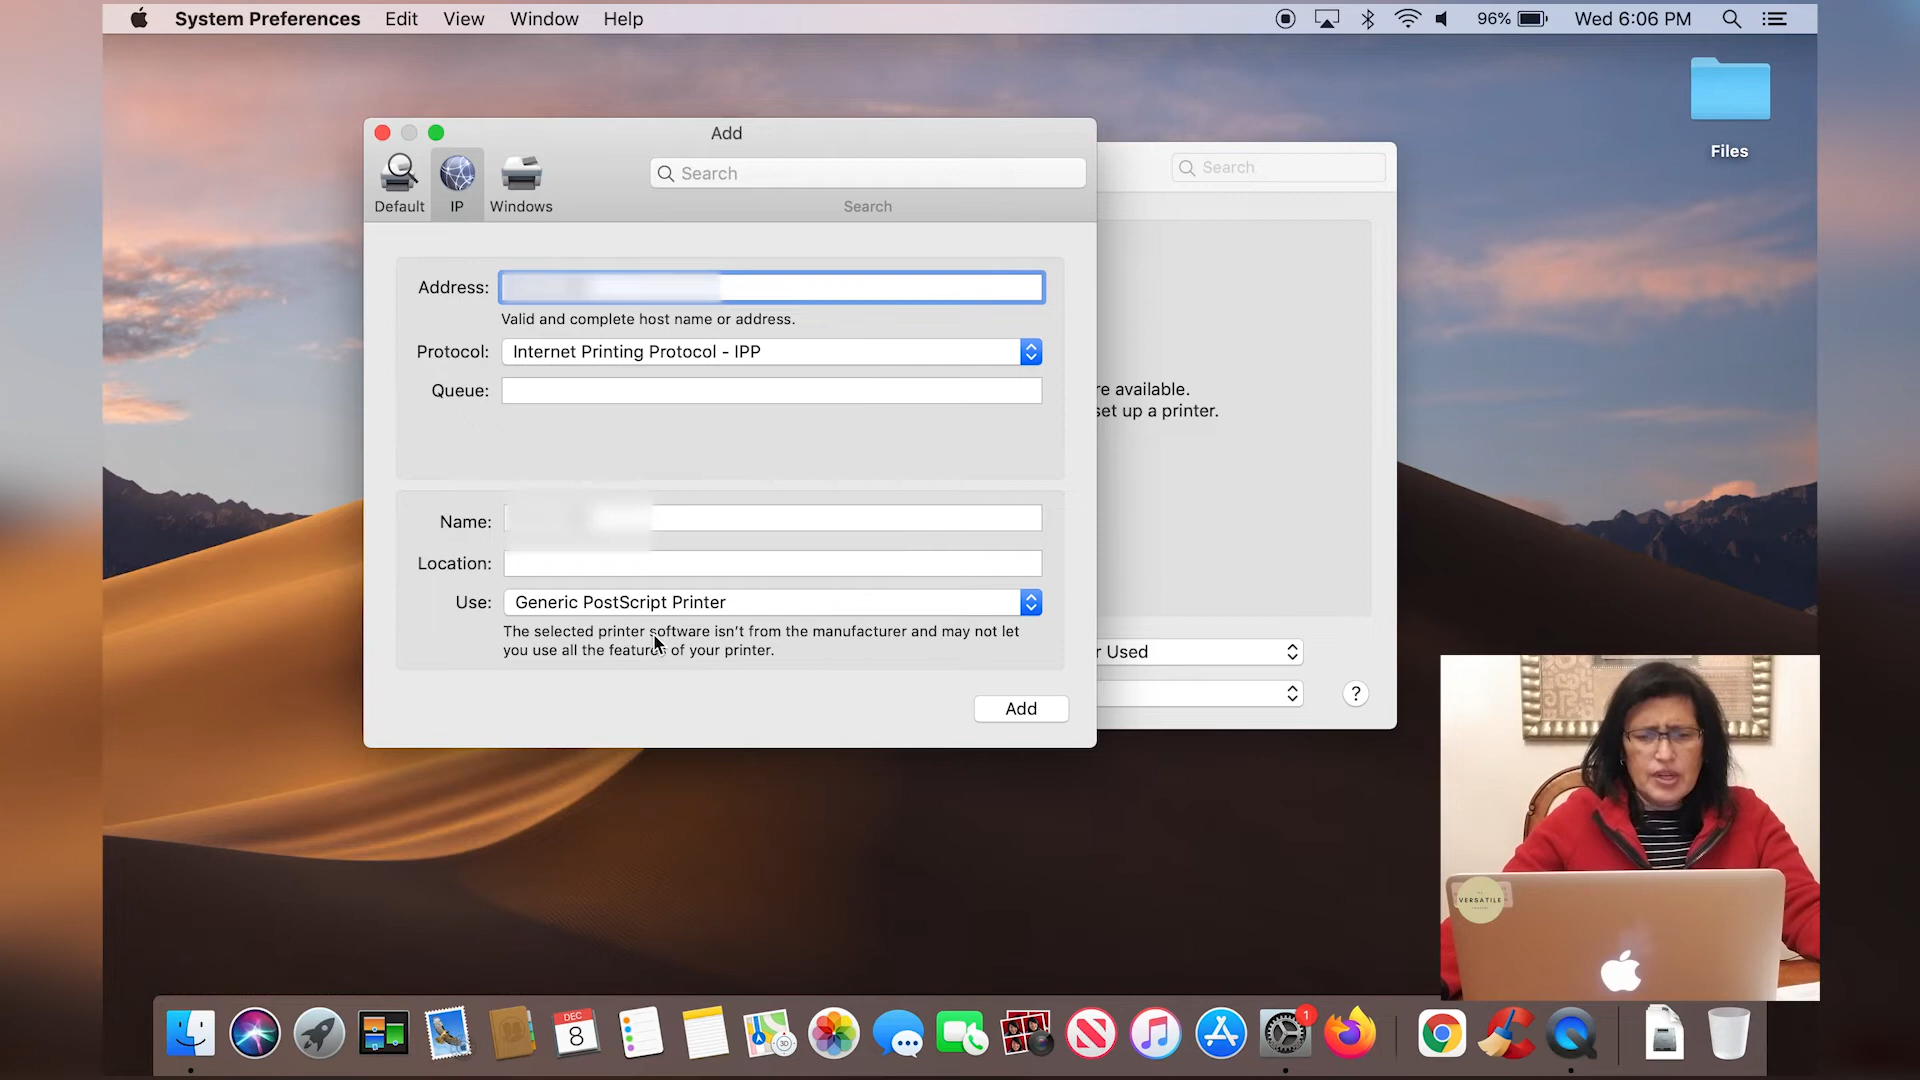 System Preferences Edit View Window Help
96% Wed 6:06 PM
Files
Add
Search
Default IP Windows
Search
Search
Address:
Valid and complete host name or address.
Protocol: Internet Printing Protocol - IPP
Queue:
re available.
set up a printer.
Name:
Location:
Use: Generic PostScript Printer
The selected printer software isn't from the manufacturer and may not let
you use all the features of your printer.
r Used
Add
?
VERSATILE
DEC
8
3D
1